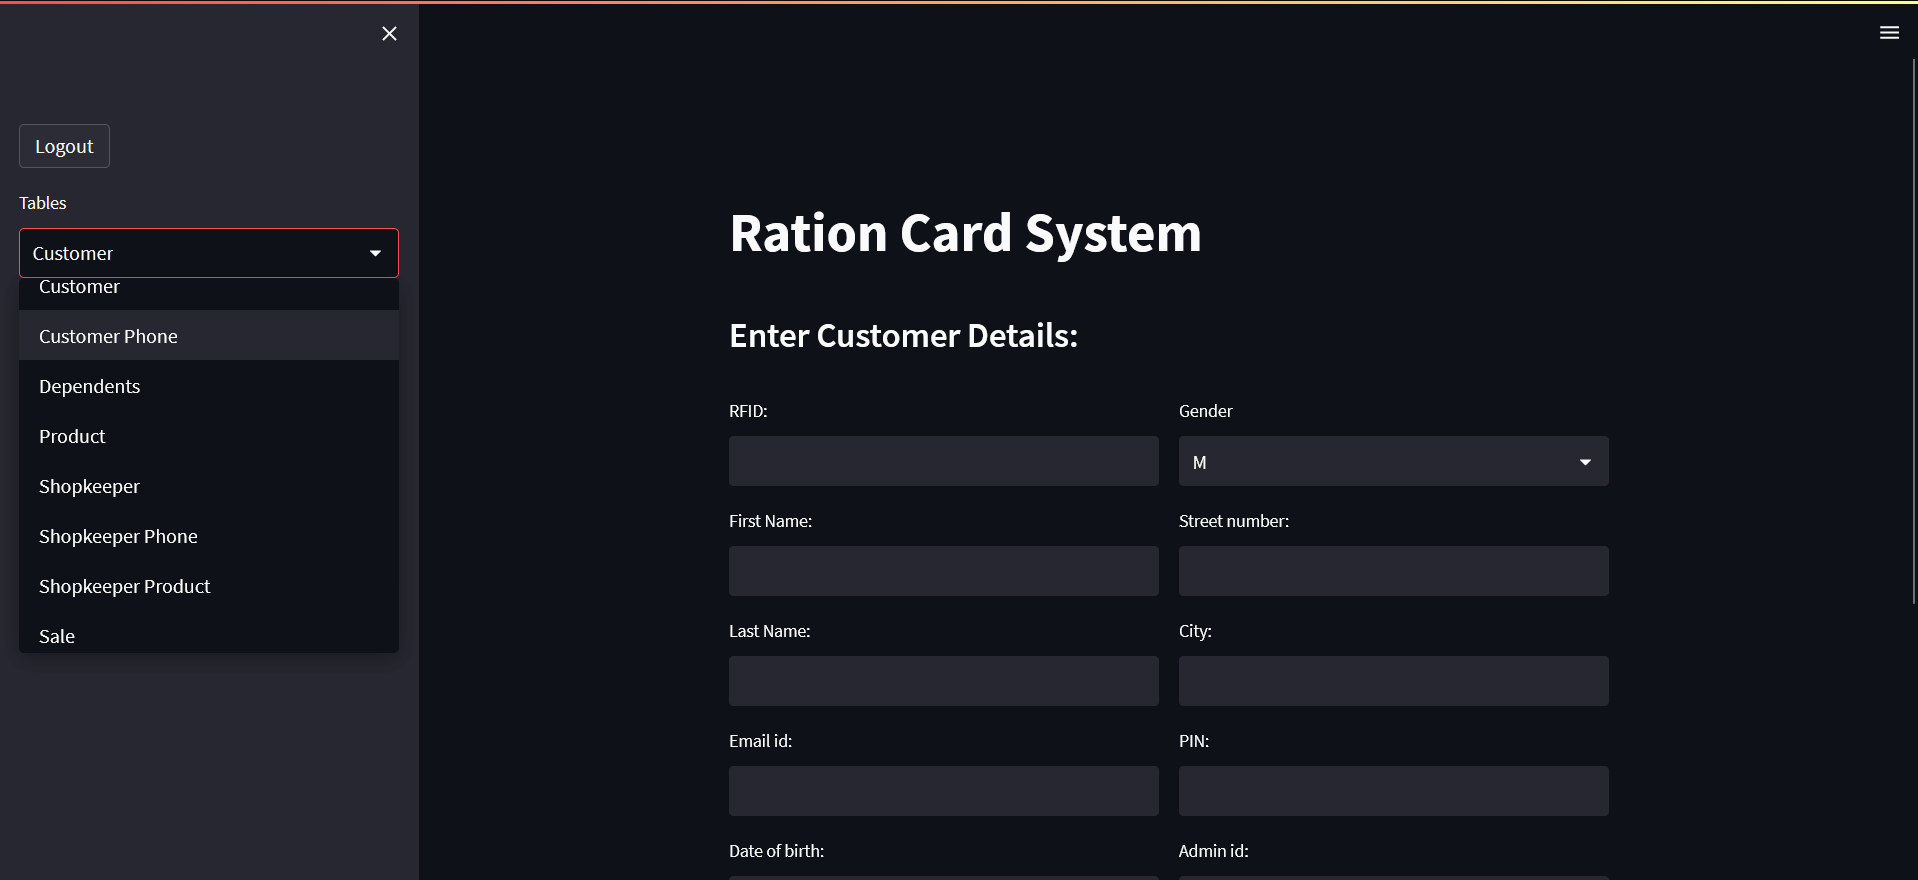 Logout
Tables
Customer
Customer
Customer Phone
Dependents
Product
Shopkeeper
Shopkeeper Phone
Shopkeeper Product
Sale
Ration Card System
Enter Customer Details:
RFID:
Gender
M
First Name:
Street number:
Last Name:
City:
Email id:
PIN:
Date of birth:
Admin id: